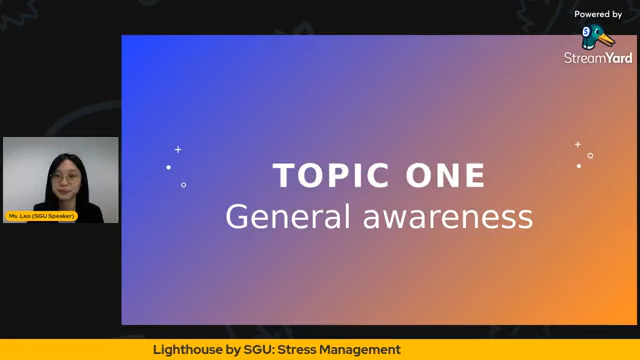 Powered by
StreamYard
TOPIC ONE
General awareness
Ms. Leo (SGU Speaker)
Lighthouse by SGU: Stress Management